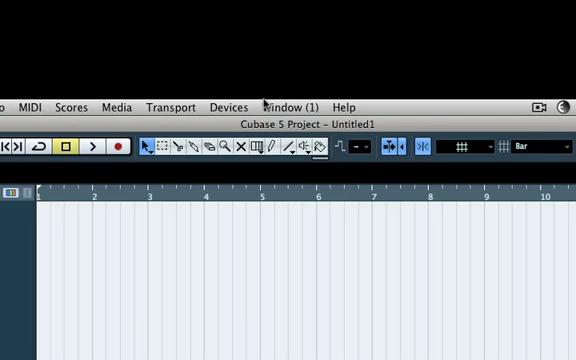 MIDI Scores Media Transport Devices Window (1) Help
Cubase 5 Project - Untitled1
Bar
1 2 3 4 5 6 7 8 9 10